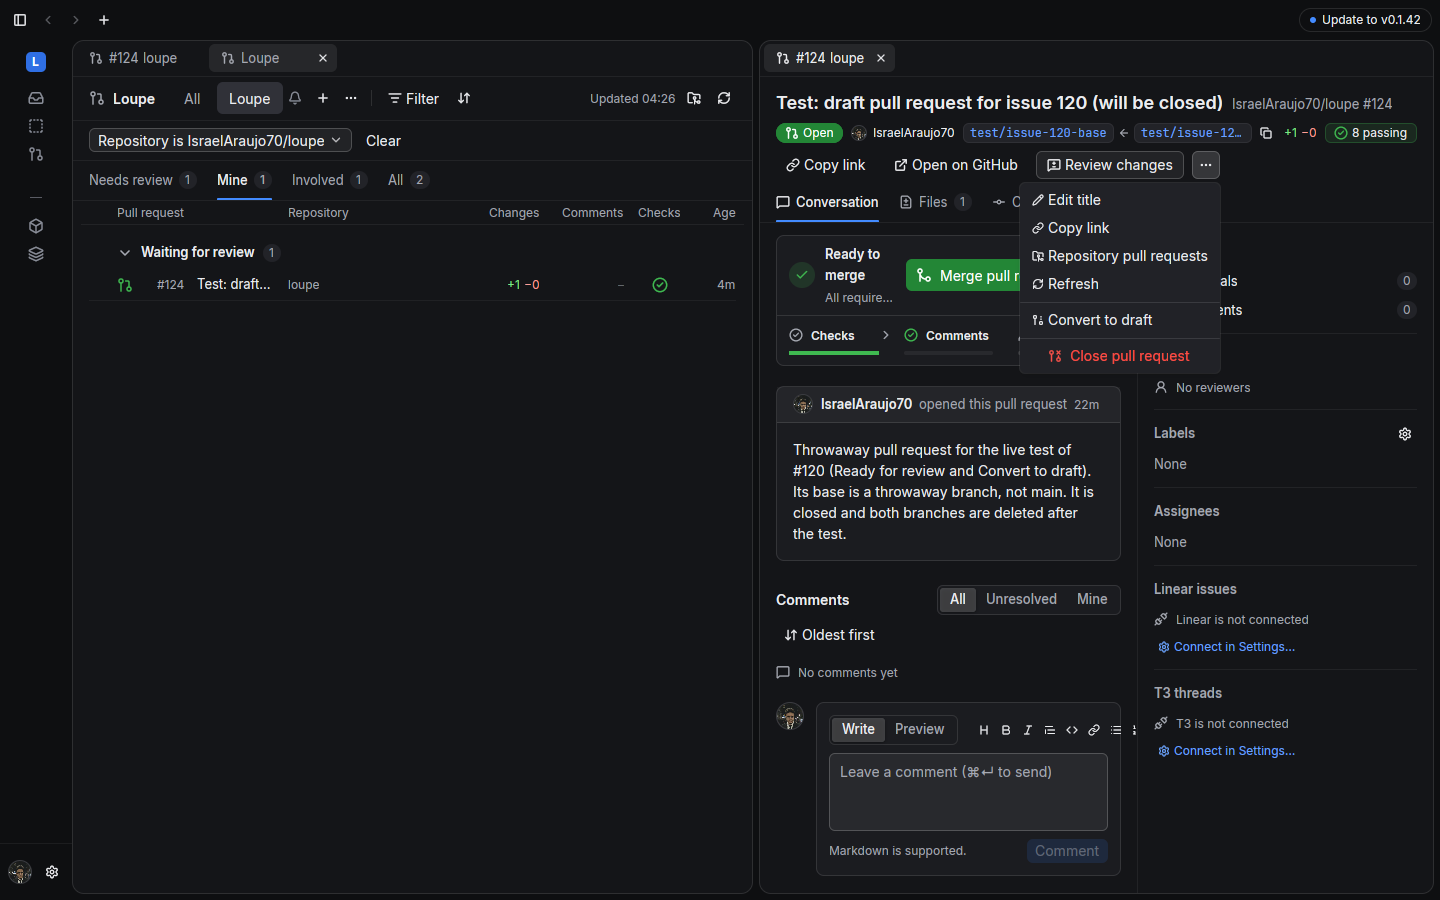 Update to v0.1.42
L
#124 loupe
Loupe
Loupe
All
Loupe
Filter
Updated 04:26
Repository is IsraelAraujo70/loupe
Clear
Needs review 1
Mine 1
Involved 1
All 2
Pull request Repository Changes Comments Checks Age
Waiting for review 1
#124 Test: draft... loupe +1 −0 – 4m
#124 loupe
Test: draft pull request for issue 120 (will be closed) IsraelAraujo70/loupe #124
Open IsraelAraujo70 test/issue-120-base ← test/issue-12… +1 −0 8 passing
Copy link
Open on GitHub
Review changes
Conversation
Files 1
C
Edit title
Copy link
Repository pull requests
Refresh
Convert to draft
Close pull request
Ready to
merge
All require...
Merge pull r
Checks
Comments
als 0
ents 0
No reviewers
Labels
None
Assignees
None
Linear issues
Linear is not connected
Connect in Settings...
T3 threads
T3 is not connected
Connect in Settings...
IsraelAraujo70 opened this pull request 22m
Throwaway pull request for the live test of
#120 (Ready for review and Convert to draft).
Its base is a throwaway branch, not main. It is
closed and both branches are deleted after
the test.
Comments
All
Unresolved
Mine
Oldest first
No comments yet
Write
Preview
H B I
Leave a comment (⌘↵ to send)
Markdown is supported.
Comment